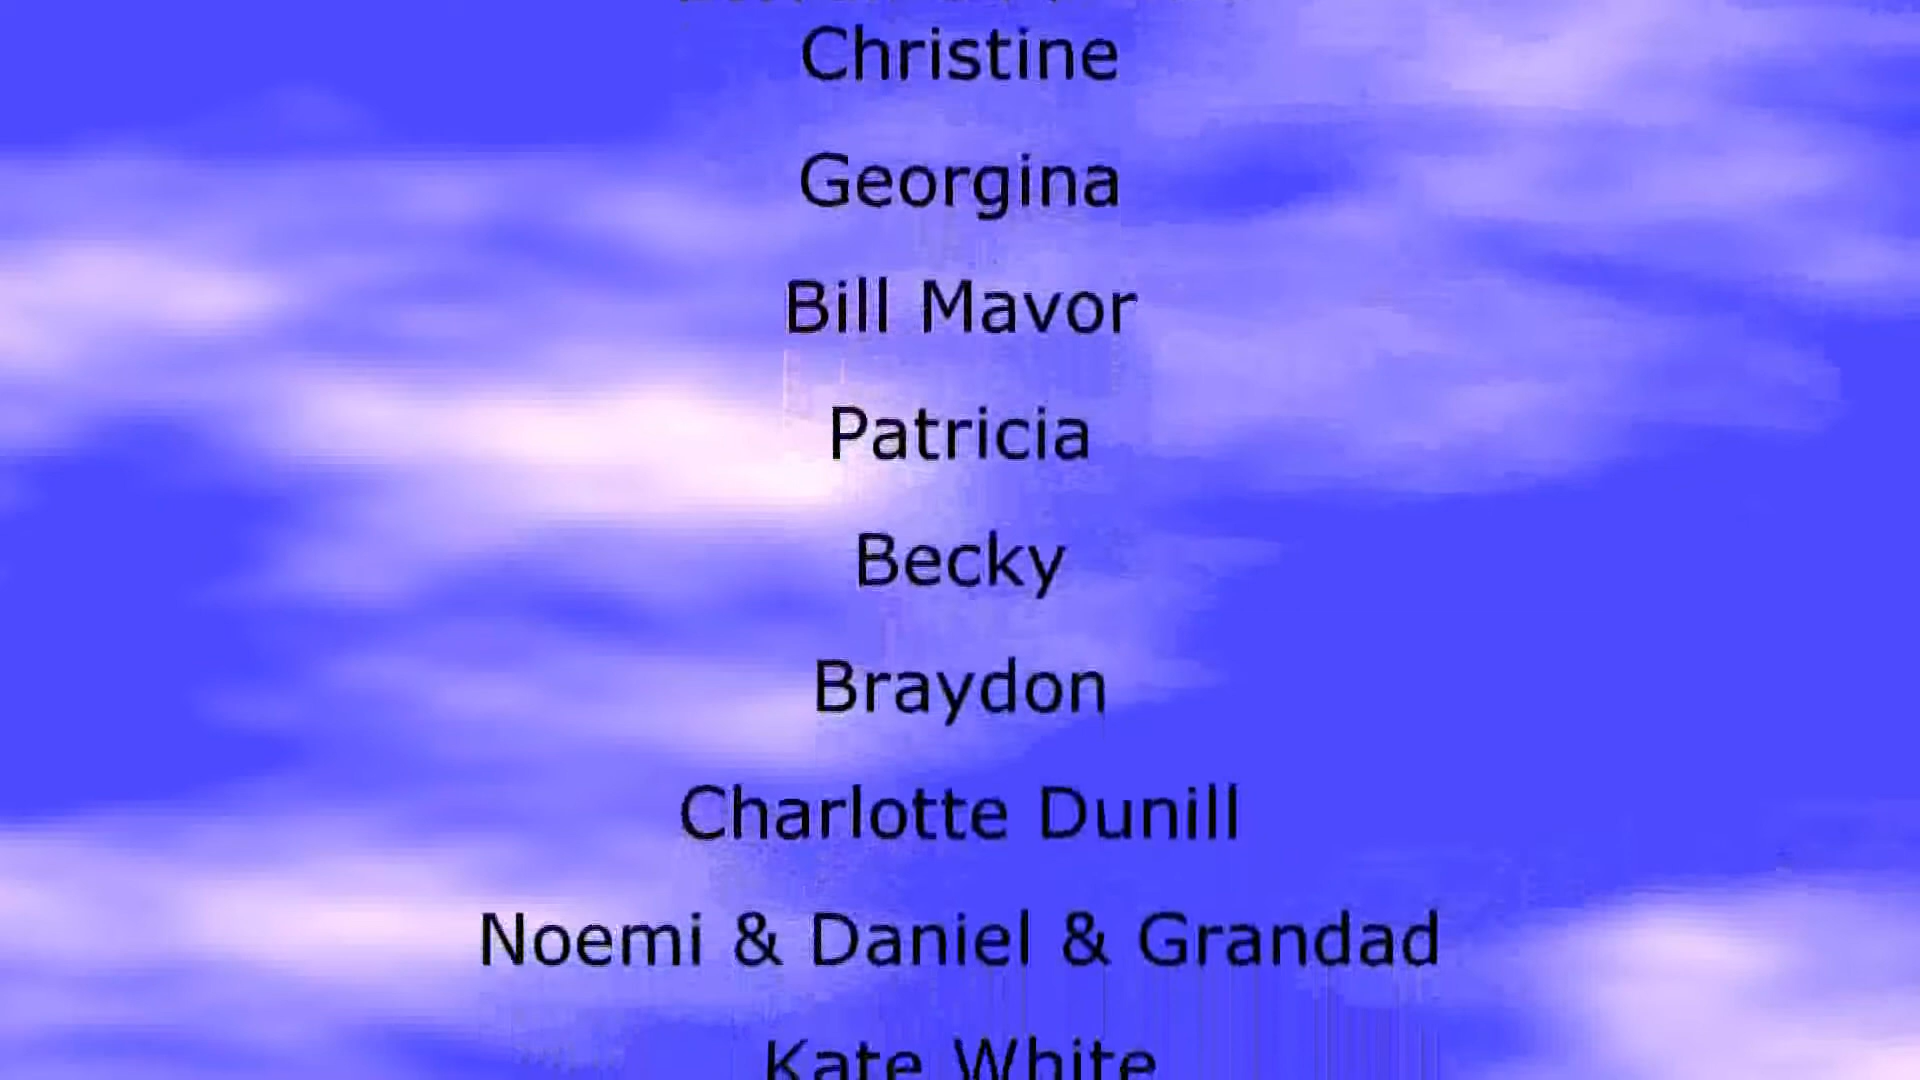 Christine
Georgina
Bill Mavor
Patricia
Becky
Braydon
Charlotte Dunill
Noemi & Daniel & Grandad
Kate White